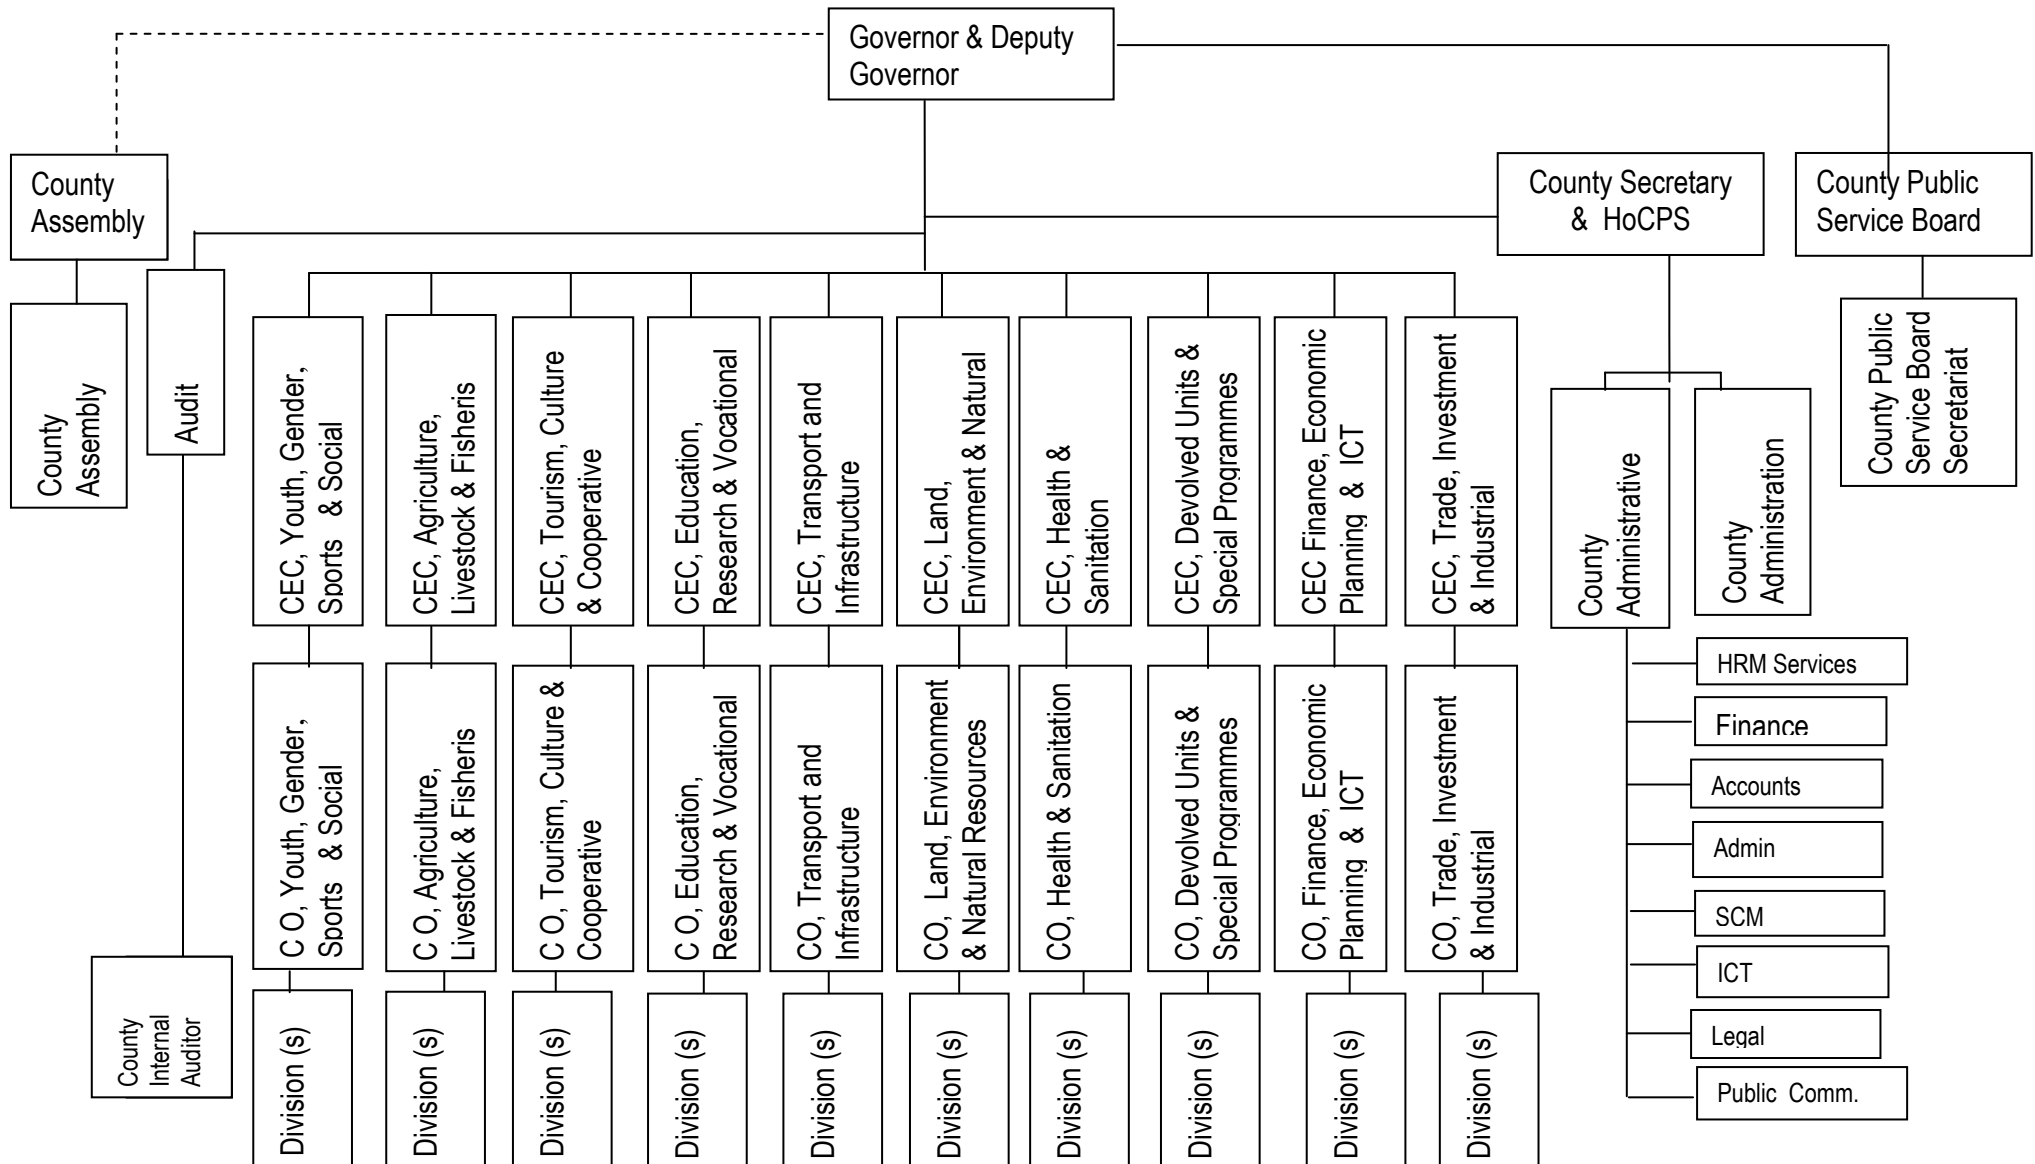 Governor & Deputy
Governor
County
Assembly
County Secretary
& HoCPS
County Public
Service Board
County
Assembly
Audit
CEC, Youth, Gender,
Sports & Social
CEC, Agriculture,
Livestock & Fisheris
CEC, Tourism, Culture
& Cooperative
CEC, Education,
Research & Vocational
CEC, Transport and
Infrastructure
CEC, Land,
Environment & Natural
CEC, Health &
Sanitation
CEC, Devolved Units &
Special Programmes
CEC Finance, Economic
Planning & ICT
CEC, Trade, Investment
& Industrial
County
Administrative
County
Administration
County Public
Service Board
Secretariat
C O, Youth, Gender,
Sports & Social
C O, Agriculture,
Livestock & Fisheris
C O, Tourism, Culture &
Cooperative
C O, Education,
Research & Vocational
CO, Transport and
Infrastructure
CO, Land, Environment
& Natural Resources
CO, Health & Sanitation
CO, Devolved Units &
Special Programmes
CO, Finance, Economic
Planning & ICT
CO, Trade, Investment
& Industrial
HRM Services
Finance
Accounts
Admin
SCM
ICT
Legal
Public Comm.
County
Internal
Auditor
Division (s)
Division (s)
Division (s)
Division (s)
Division (s)
Division (s)
Division (s)
Division (s)
Division (s)
Division (s)